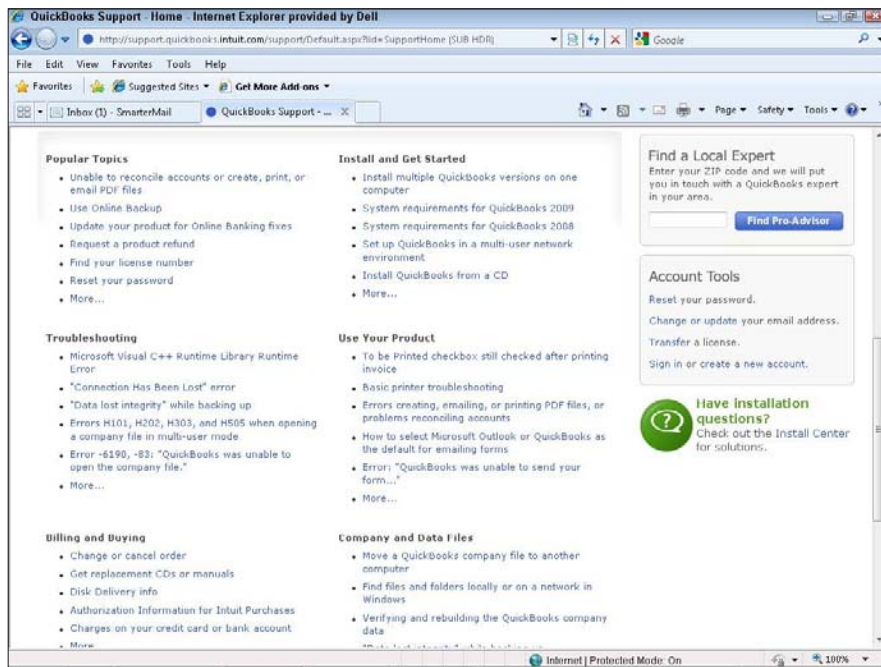 QuickBooks Support - Home - Internet Explorer provided by Dell
http://support.quickbooks.intuit.com/support/Default.aspx?lid=SupportHome (SUB HDR)
Google
File Edit View Favorites Tools Help
Favorites Suggested Sites Get More Add-ons
Inbox (1) - SmarterMail QuickBooks Support - ... X Page Safety Tools
Popular Topics
Unable to reconcile accounts or create, print, or
email PDF files
Use Online Backup
Update your product for Online Banking fixes
Request a product refund
Find your license number
Reset your password
More...
Install and Get Started
Install multiple QuickBooks versions on one
computer
System requirements for QuickBooks 2009
System requirements for QuickBooks 2008
Set up QuickBooks in a multi-user network
environment
Install QuickBooks from a CD
More...
Find a Local Expert
Enter your ZIP code and we will put
you in touch with a QuickBooks expert
in your area.
Find Pro-Advisor
Account Tools
Reset your password.
Change or update your email address.
Transfer a license.
Sign in or create a new account.
Troubleshooting
Microsoft Visual C++ Runtime Library Runtime
Error
"Connection Has Been Lost" error
"Data lost integrity" while backing up
Errors H101, H202, H303, and H505 when opening
a company file in multi-user mode
Error -6190, -83: "QuickBooks was unable to
open the company file."
More...
Use Your Product
To be Printed checkbox still checked after printing
invoice
Basic printer troubleshooting
Errors creating, emailing, or printing PDF files, or
problems reconciling accounts
How to select Microsoft Outlook or QuickBooks as
the default for emailing forms
Error: "QuickBooks was unable to send your
form..."
More...
Have installation
questions?
Check out the Install Center
for solutions.
Billing and Buying
Change or cancel order
Get replacement CDs or manuals
Disk Delivery info
Authorization Information for Intuit Purchases
Charges on your credit card or bank account
More
Company and Data Files
Move a QuickBooks company file to another
computer
Find files and folders locally or on a network in
Windows
Verifying and rebuilding the QuickBooks company
data
Internet | Protected Mode: On 100%